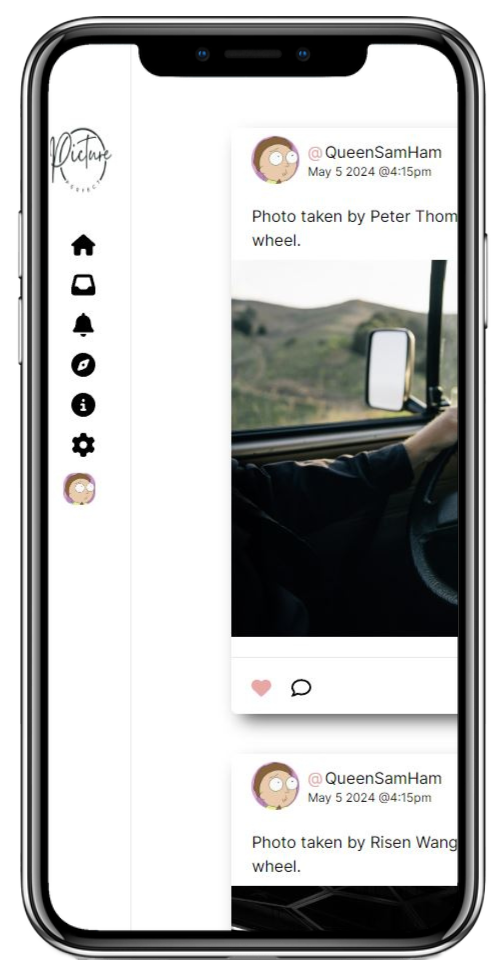 Picture
PERFECT
@QueenSamHam
May 5 2024 @4:15pm
Photo taken by Peter Thom
wheel.
@QueenSamHam
May 5 2024 @4:15pm
Photo taken by Risen Wang
wheel.